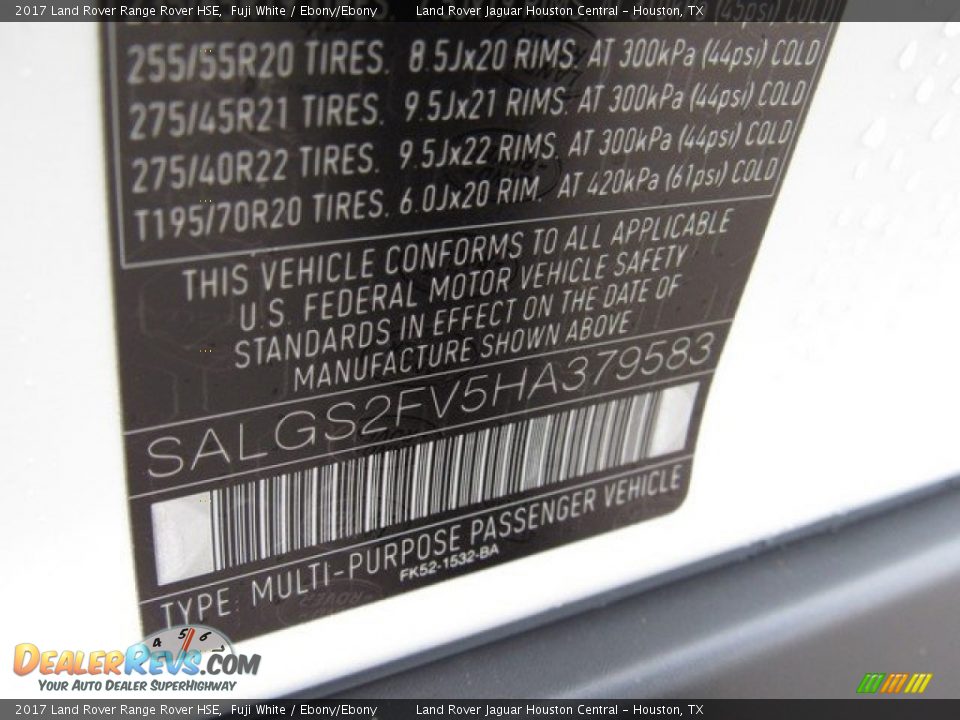 2017 Land Rover Range Rover HSE, Fuji White / Ebony/Ebony Land Rover Jaguar Houston Central - Houston, TX
(45psi) COLD
255/55R20 TIRES. 8.5Jx20 RIMS. AT 300kPa (44psi) COLD
275/45R21 TIRES. 9.5Jx21 RIMS. AT 300kPa (44psi) COLD
275/40R22 TIRES. 9.5Jx22 RIMS. AT 300kPa (44psi) COLD
T195/70R20 TIRES. 6.0Jx20 RIM. AT 420kPa (61psi) COLD
THIS VEHICLE CONFORMS TO ALL APPLICABLE
U.S. FEDERAL MOTOR VEHICLE SAFETY
STANDARDS IN EFFECT ON THE DATE OF
MANUFACTURE SHOWN ABOVE
SALGS2FV5HA379583
TYPE: MULTI-PURPOSE PASSENGER VEHICLE
FK52-1532-BA
4 5 6
DealerRevs.com
Your Auto Dealer SuperHighway
2017 Land Rover Range Rover HSE, Fuji White / Ebony/Ebony Land Rover Jaguar Houston Central - Houston, TX